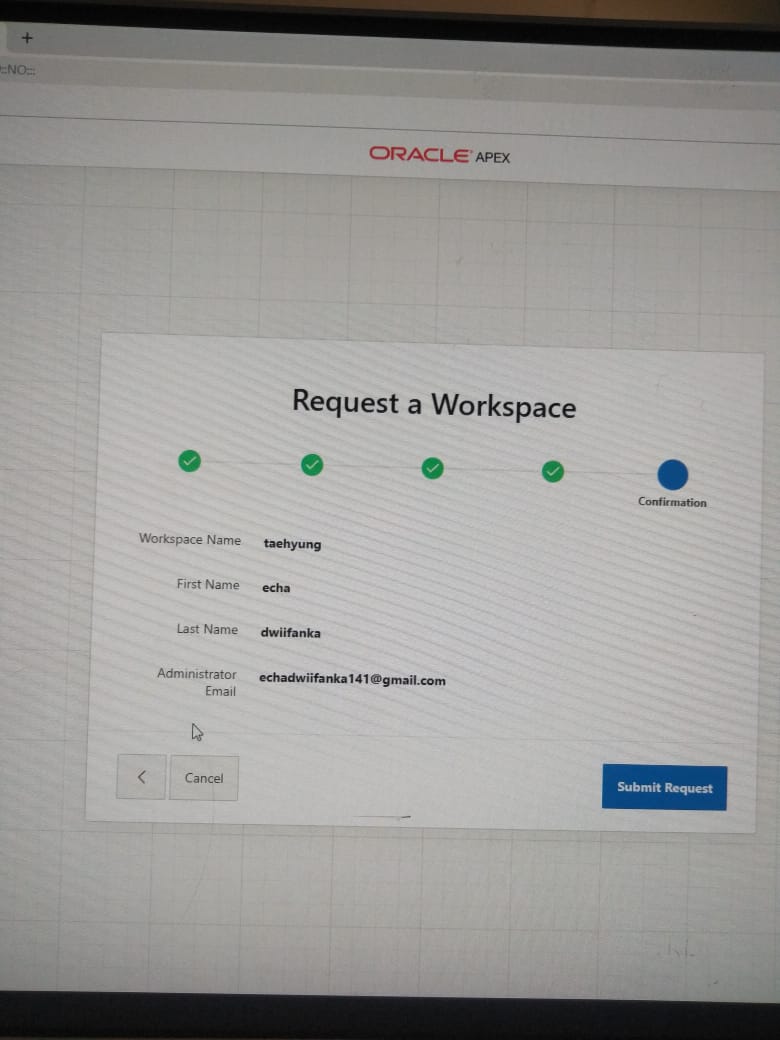 +
:NO:::
ORACLE APEX
Request a Workspace
Confirmation
Workspace Name taehyung
First Name echa
Last Name dwiifanka
Administrator echadwiifanka141@gmail.com
Email
Cancel
Submit Request